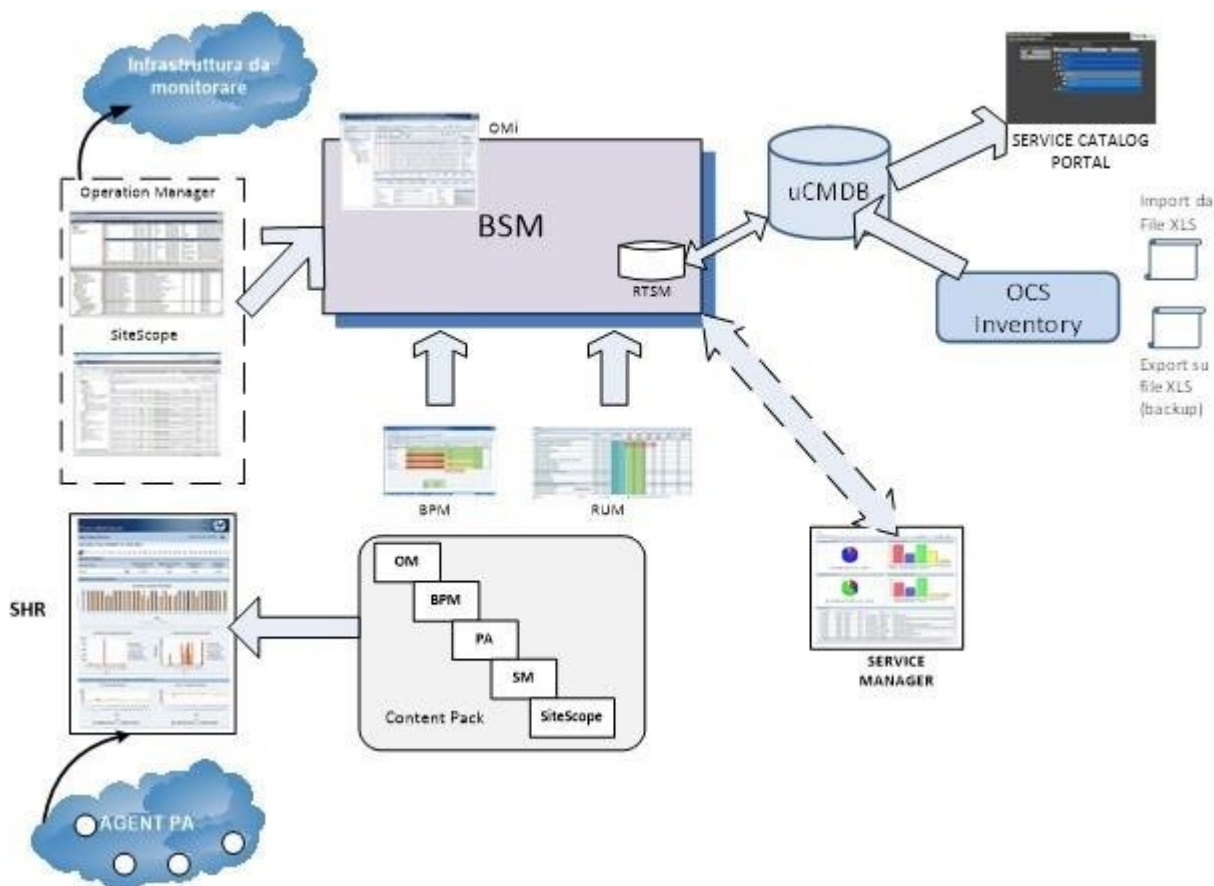 Infrastruttura da
monitorare
Operation Manager
SiteScope
OMi
BSM
RTSM
uCMDB
SERVICE CATALOG
PORTAL
Import da
File XLS
OCS
Inventory
Export su
file XLS
(backup)
BPM
RUM
SHR
OM
BPM
PA
SM
SiteScope
Content Pack
SERVICE
MANAGER
AGENT PA